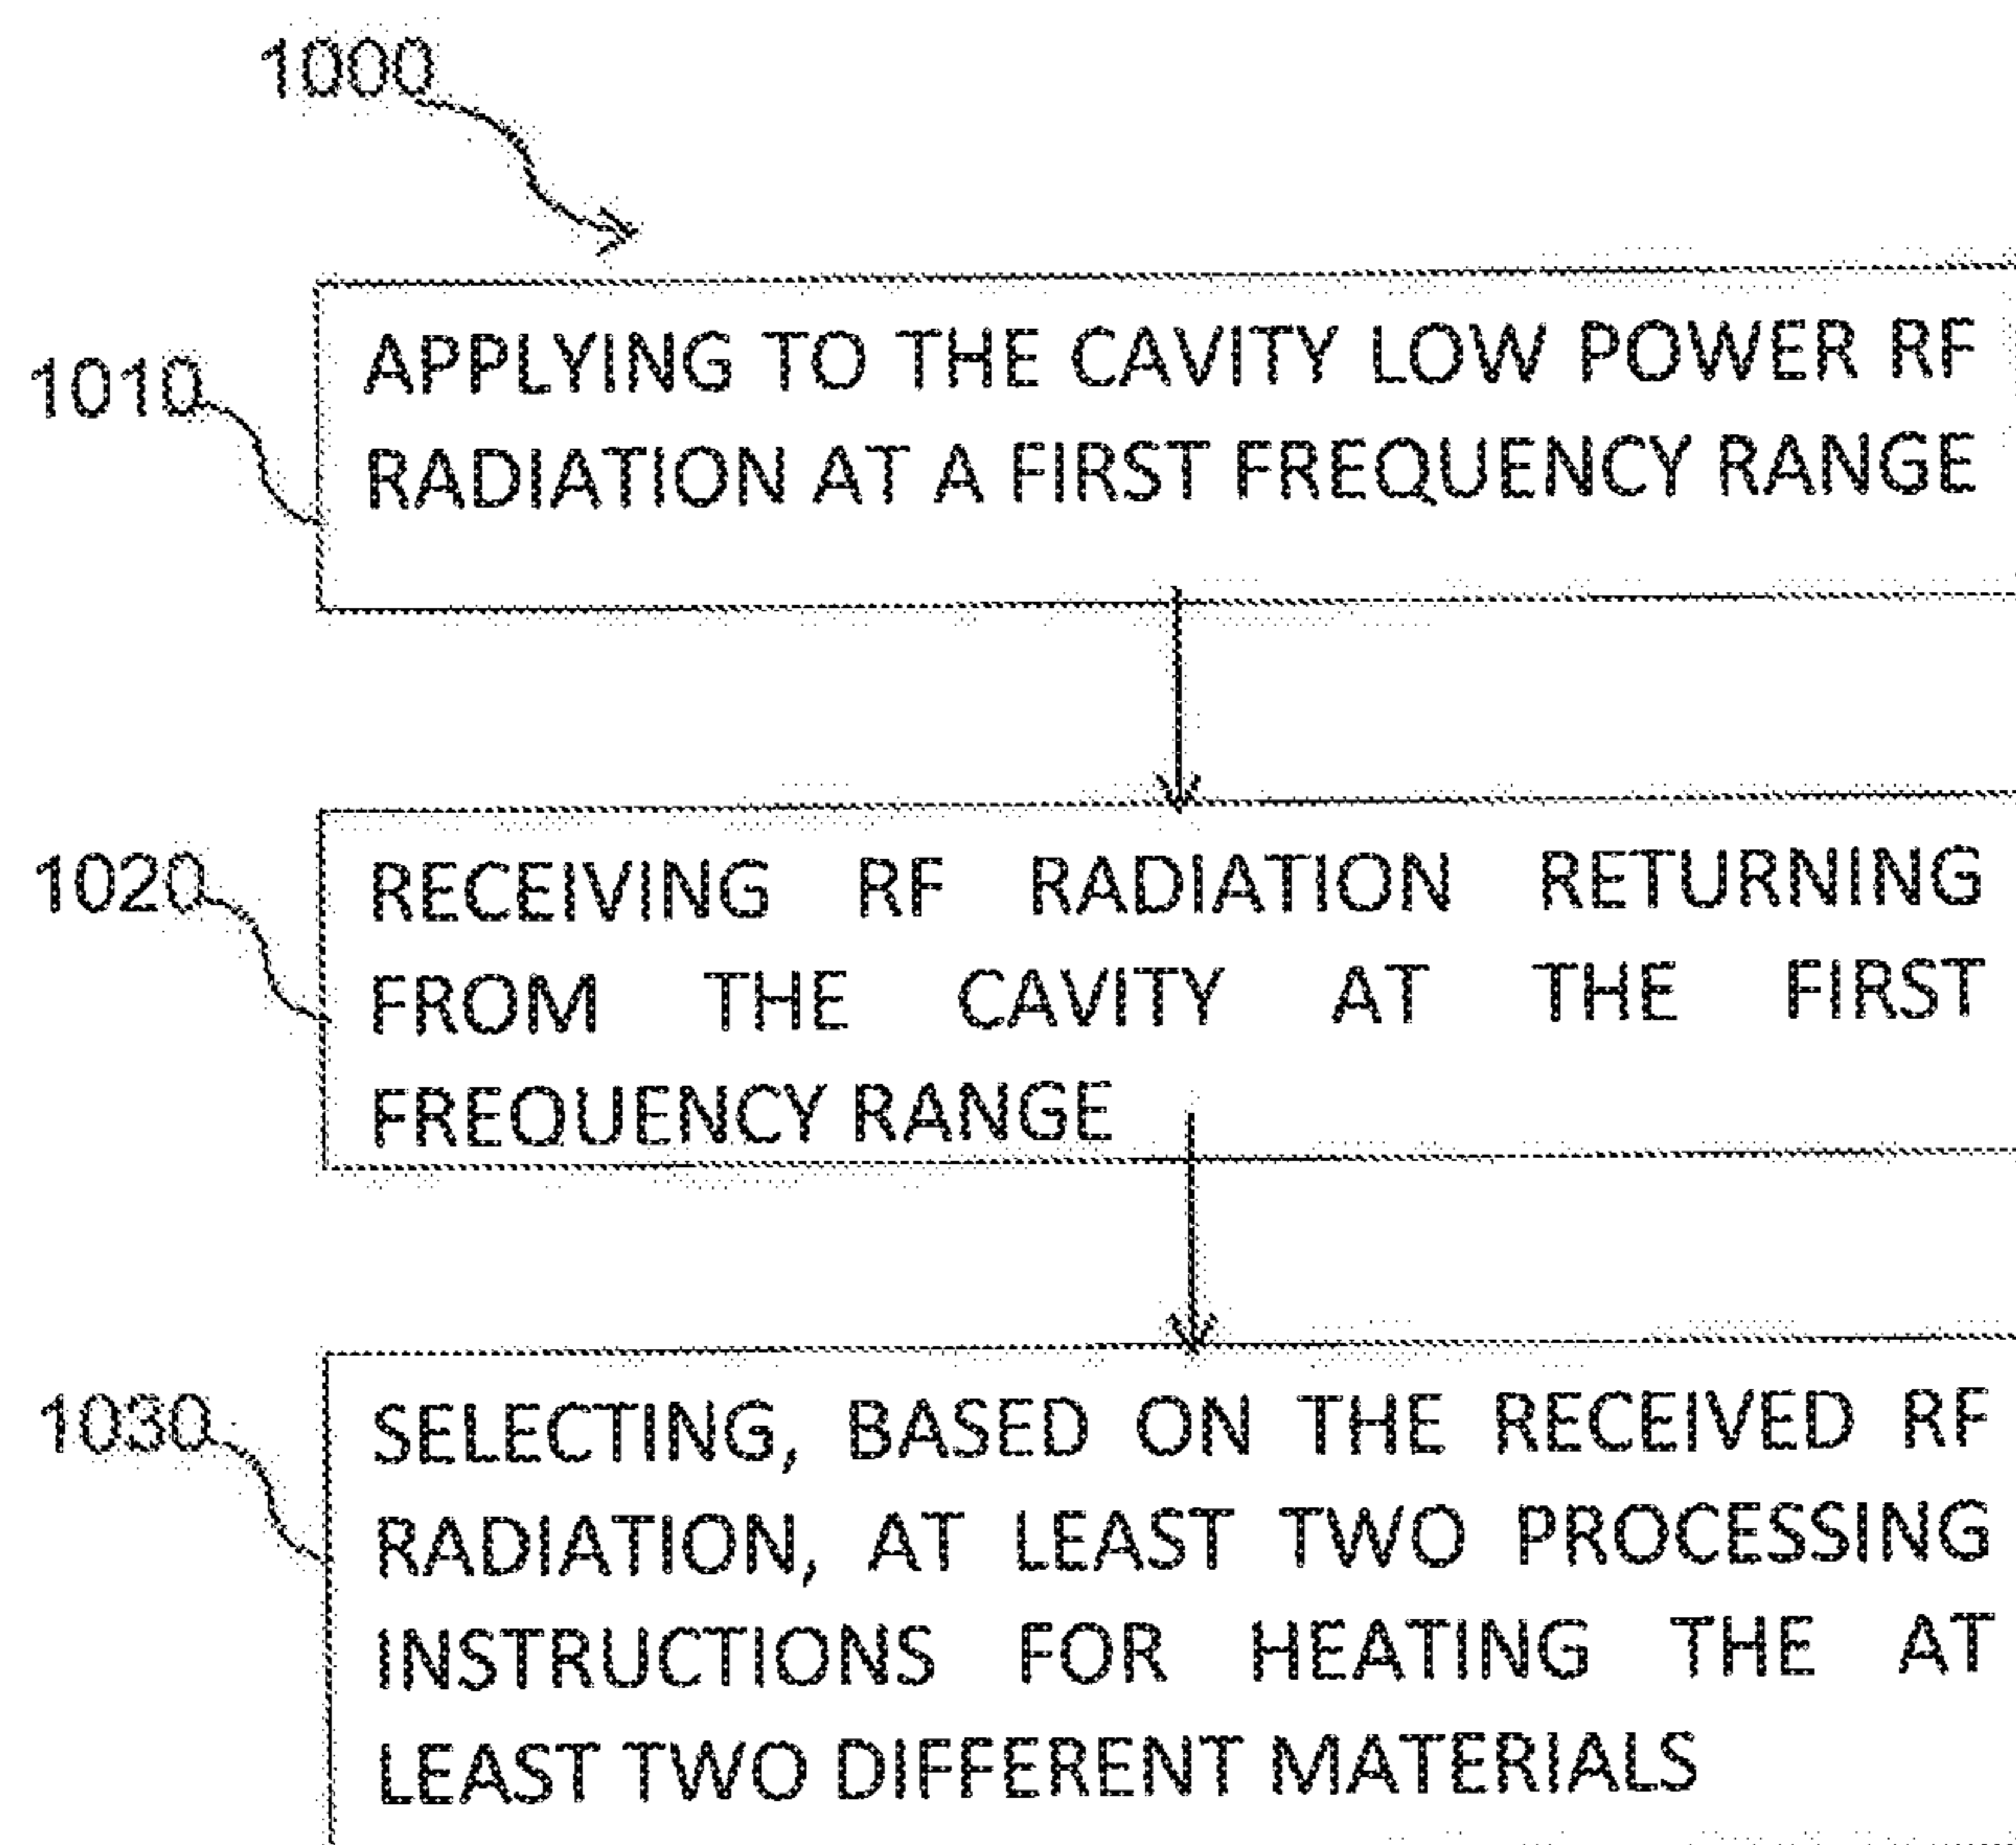 1000
1010
APPLYING TO THE CAVITY LOW POWER RF
RADIATION AT A FIRST FREQUENCY RANGE
1020
RECEIVING RF RADIATION RETURNING
FROM THE CAVITY AT THE FIRST
FREQUENCY RANGE
1030
SELECTING, BASED ON THE RECEIVED RF
RADIATION, AT LEAST TWO PROCESSING
INSTRUCTIONS FOR HEATING THE AT
LEAST TWO DIFFERENT MATERIALS